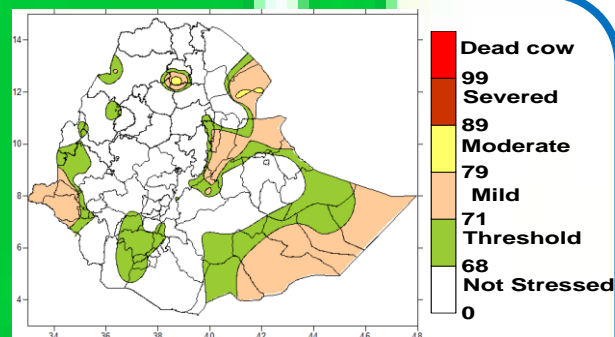 14
12
10
8
6
4
34 36 38 40 42 44 46 48
Dead cow
99
Severed
89
Moderate
79
Mild
71
Threshold
68
Not Stressed
0